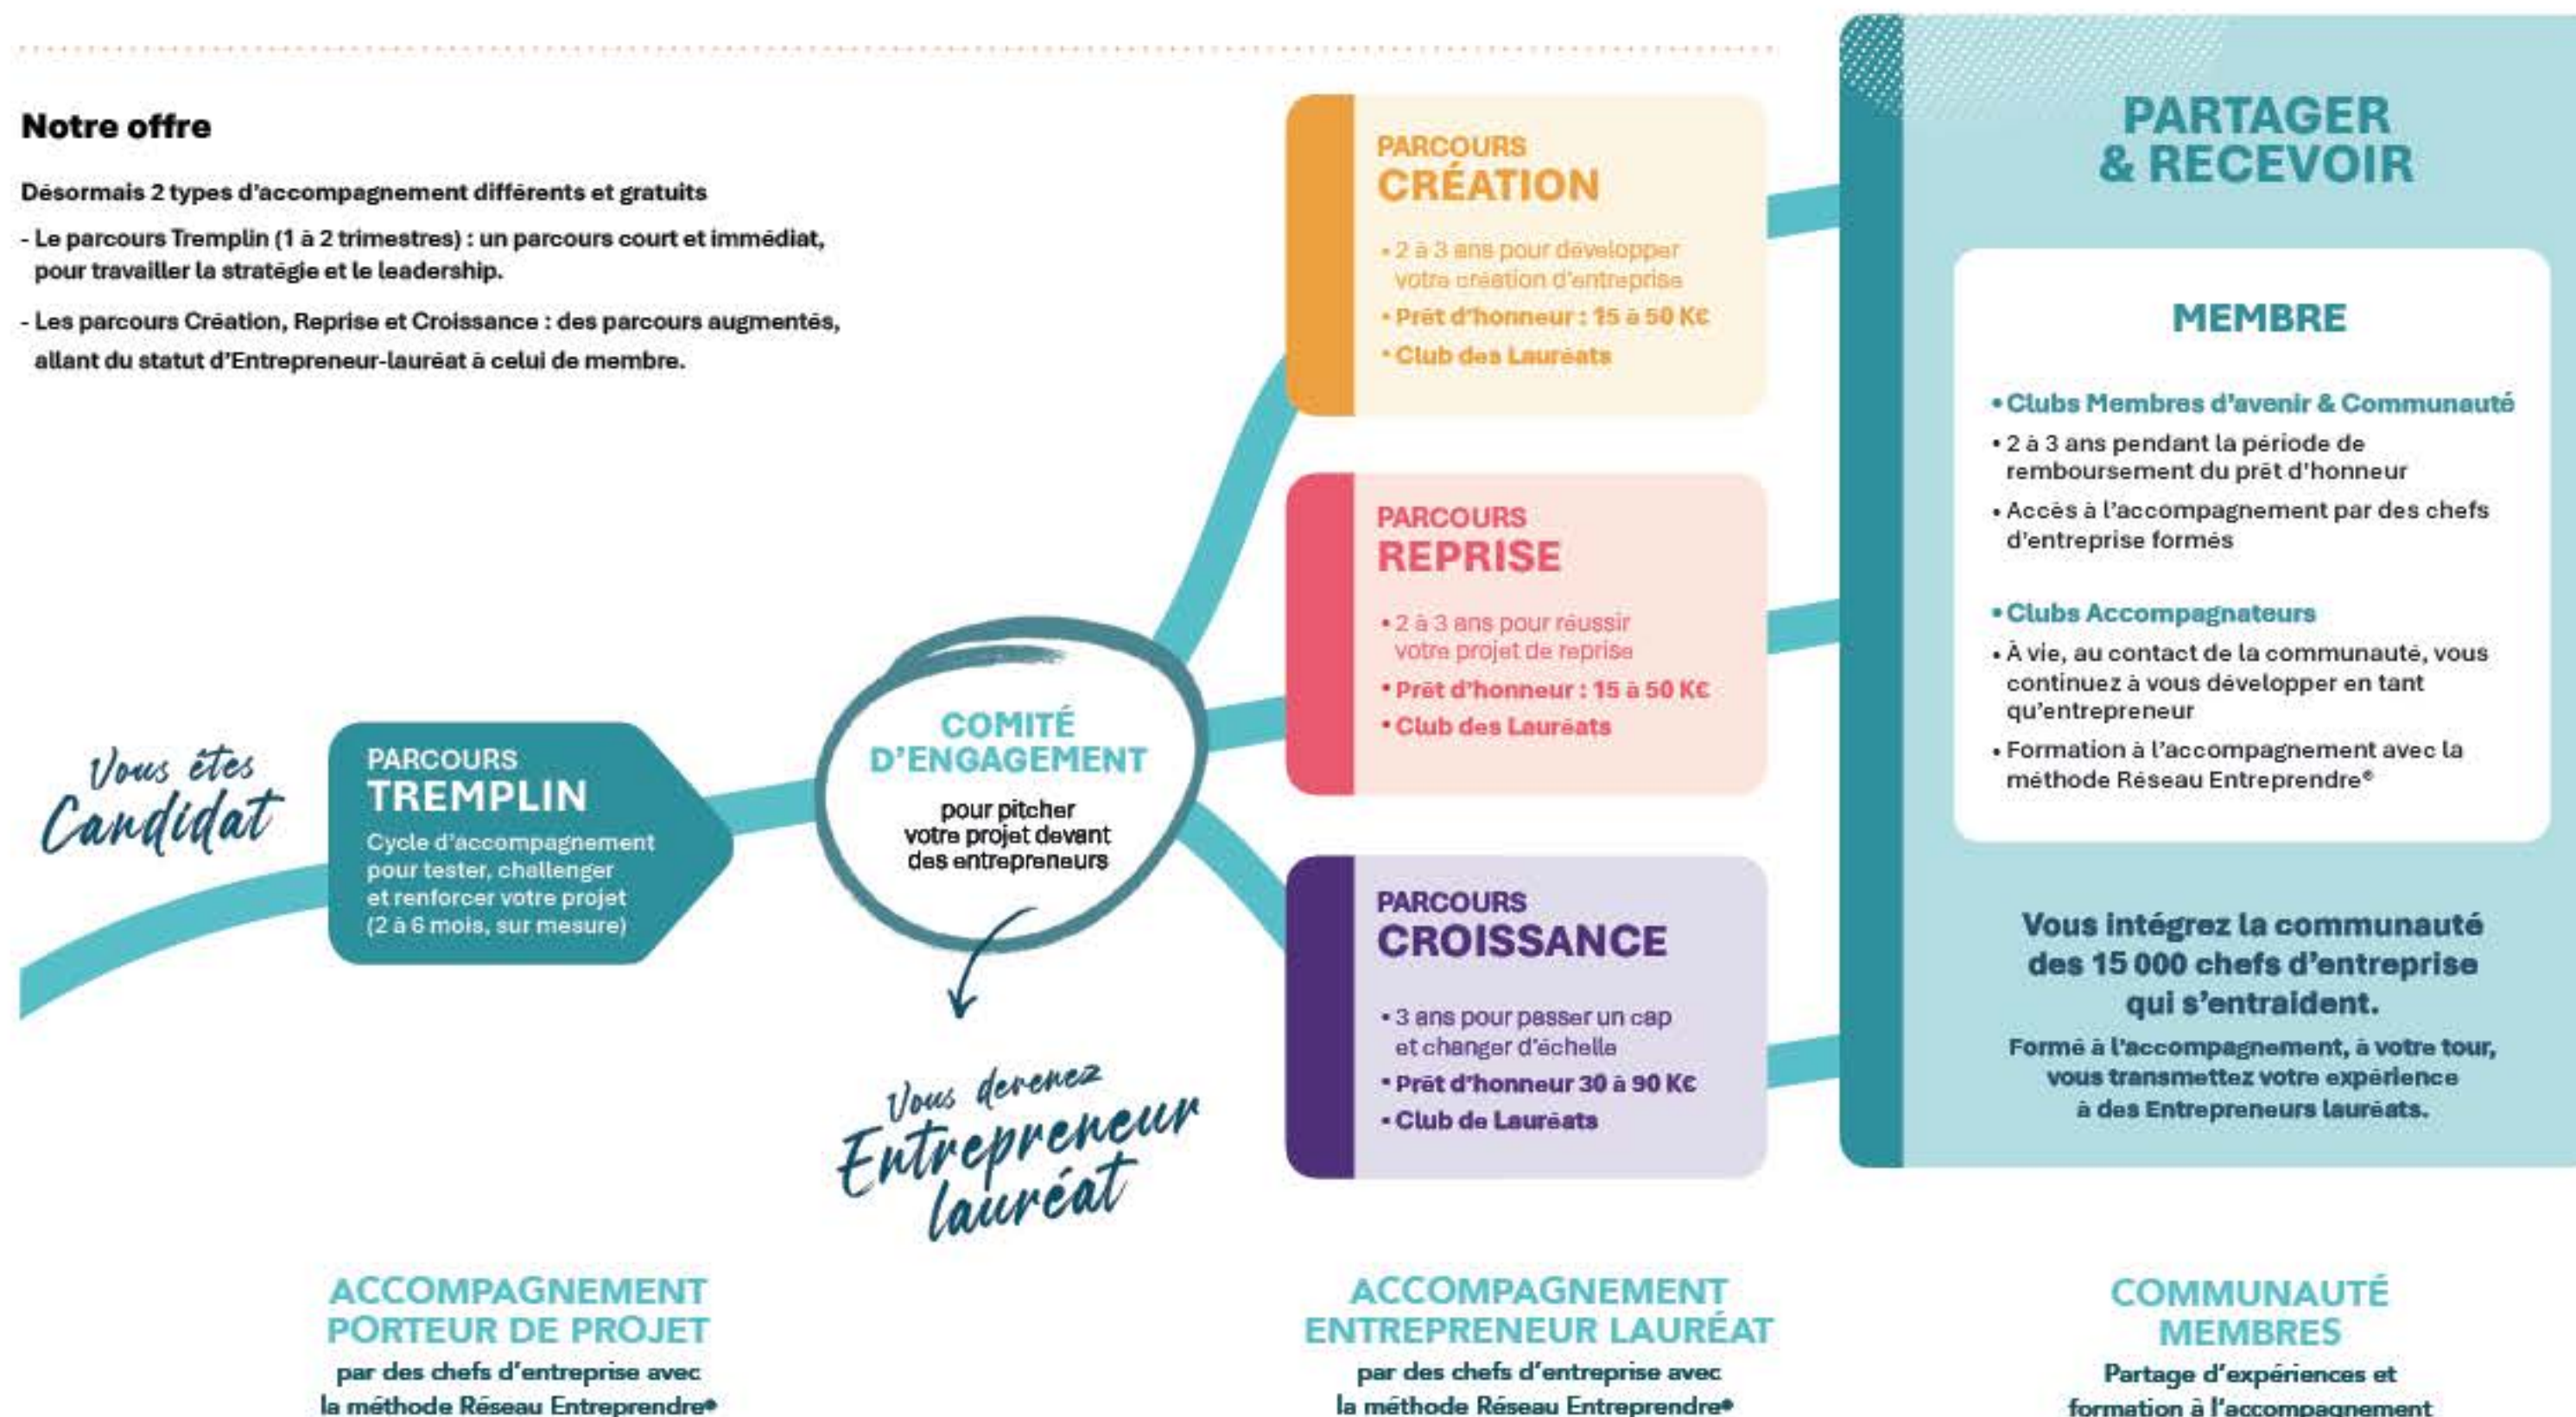 Notre offre
Désormais 2 types d'accompagnement différents et gratuits
- Le parcours Tremplin (1 à 2 trimestres) : un parcours court et immédiat,
pour travailler la stratégie et le leadership.
- Les parcours Création, Reprise et Croissance : des parcours augmentés,
allant du statut d'Entrepreneur-lauréat à celui de membre.
Vous êtes
Candidat
PARCOURS
TREMPLIN
Cycle d'accompagnement
pour tester, challenger
et renforcer votre projet
(2 à 6 mois, sur mesure)
COMITÉ
D'ENGAGEMENT
pour pitcher
votre projet devant
des entrepreneurs
Vous devenez
Entrepreneur
lauréat
PARCOURS
CRÉATION
• 2 à 3 ans pour développer
votre création d'entreprise
• Prêt d'honneur : 15 à 50 K€
• Club des Lauréats
PARCOURS
REPRISE
• 2 à 3 ans pour réussir
votre projet de reprise
• Prêt d'honneur : 15 à 50 K€
• Club des Lauréats
PARCOURS
CROISSANCE
• 3 ans pour passer un cap
et changer d'échelle
• Prêt d'honneur 30 à 90 K€
• Club de Lauréats
PARTAGER
& RECEVOIR
MEMBRE
• Clubs Membres d'avenir & Communauté
• 2 à 3 ans pendant la période de
remboursement du prêt d'honneur
• Accès à l'accompagnement par des chefs
d'entreprise formés
• Clubs Accompagnateurs
• À vie, au contact de la communauté, vous
continuez à vous développer en tant
qu'entrepreneur
• Formation à l'accompagnement avec la
méthode Réseau Entreprendre®
Vous intégrez la communauté
des 15 000 chefs d'entreprise
qui s'entraident.
Formé à l'accompagnement, à votre tour,
vous transmettez votre expérience
à des Entrepreneurs lauréats.
ACCOMPAGNEMENT
PORTEUR DE PROJET
par des chefs d'entreprise avec
la méthode Réseau Entreprendre®
ACCOMPAGNEMENT
ENTREPRENEUR LAURÉAT
par des chefs d'entreprise avec
la méthode Réseau Entreprendre®
COMMUNAUTÉ
MEMBRES
Partage d'expériences et
formation à l'accompagnement